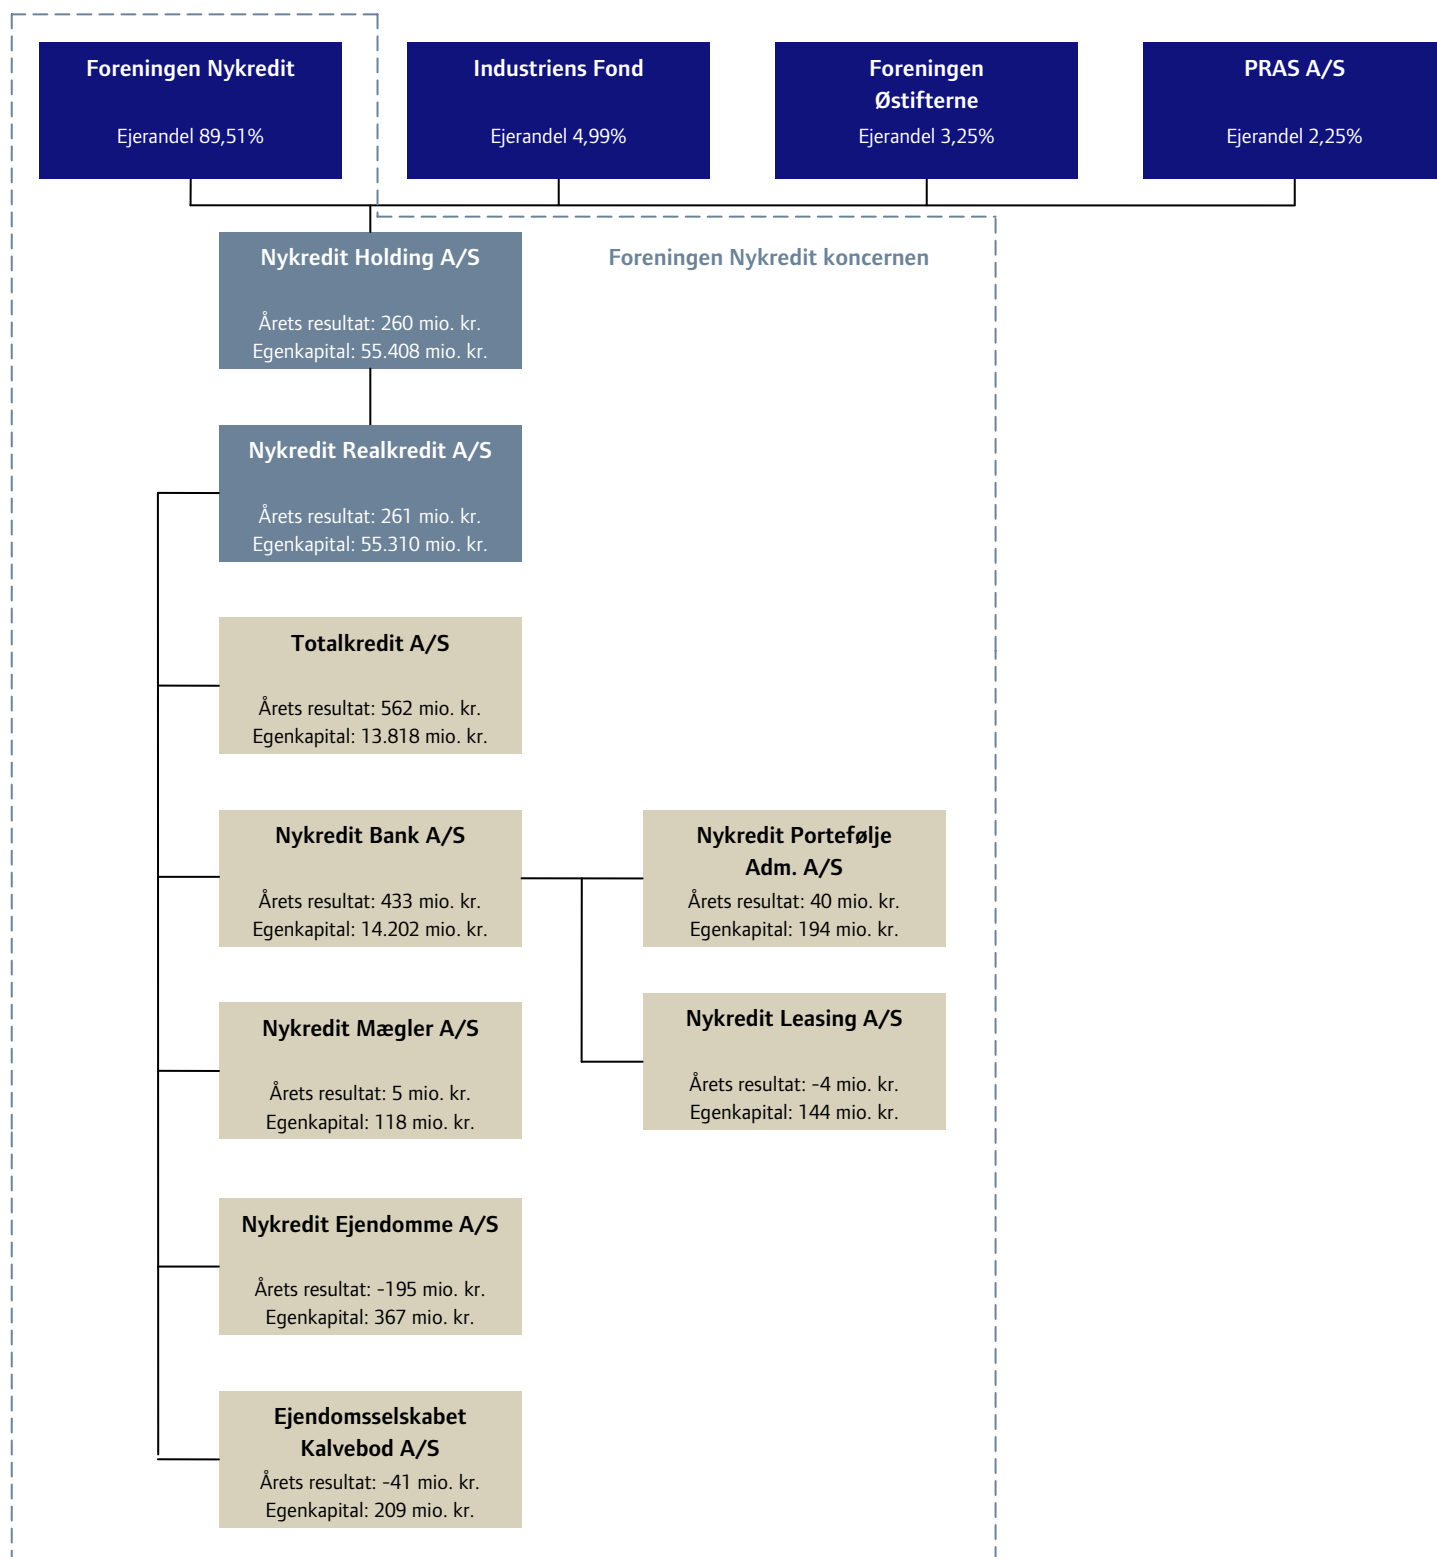 Foreningen Nykredit
Ejerandel 89,51%
Industriens Fond
Ejerandel 4,99%
Foreningen
Østifterne
Ejerandel 3,25%
PRAS A/S
Ejerandel 2,25%
Nykredit Holding A/S
Årets resultat: 260 mio. kr.
Egenkapital: 55.408 mio. kr.
Foreningen Nykredit koncernen
Nykredit Realkredit A/S
Årets resultat: 261 mio. kr.
Egenkapital: 55.310 mio. kr.
Totalkredit A/S
Årets resultat: 562 mio. kr.
Egenkapital: 13.818 mio. kr.
Nykredit Bank A/S
Årets resultat: 433 mio. kr.
Egenkapital: 14.202 mio. kr.
Nykredit Portefølje
Adm. A/S
Årets resultat: 40 mio. kr.
Egenkapital: 194 mio. kr.
Nykredit Mægler A/S
Årets resultat: 5 mio. kr.
Egenkapital: 118 mio. kr.
Nykredit Leasing A/S
Årets resultat: -4 mio. kr.
Egenkapital: 144 mio. kr.
Nykredit Ejendomme A/S
Årets resultat: -195 mio. kr.
Egenkapital: 367 mio. kr.
Ejendomsselskabet
Kalvebod A/S
Årets resultat: -41 mio. kr.
Egenkapital: 209 mio. kr.